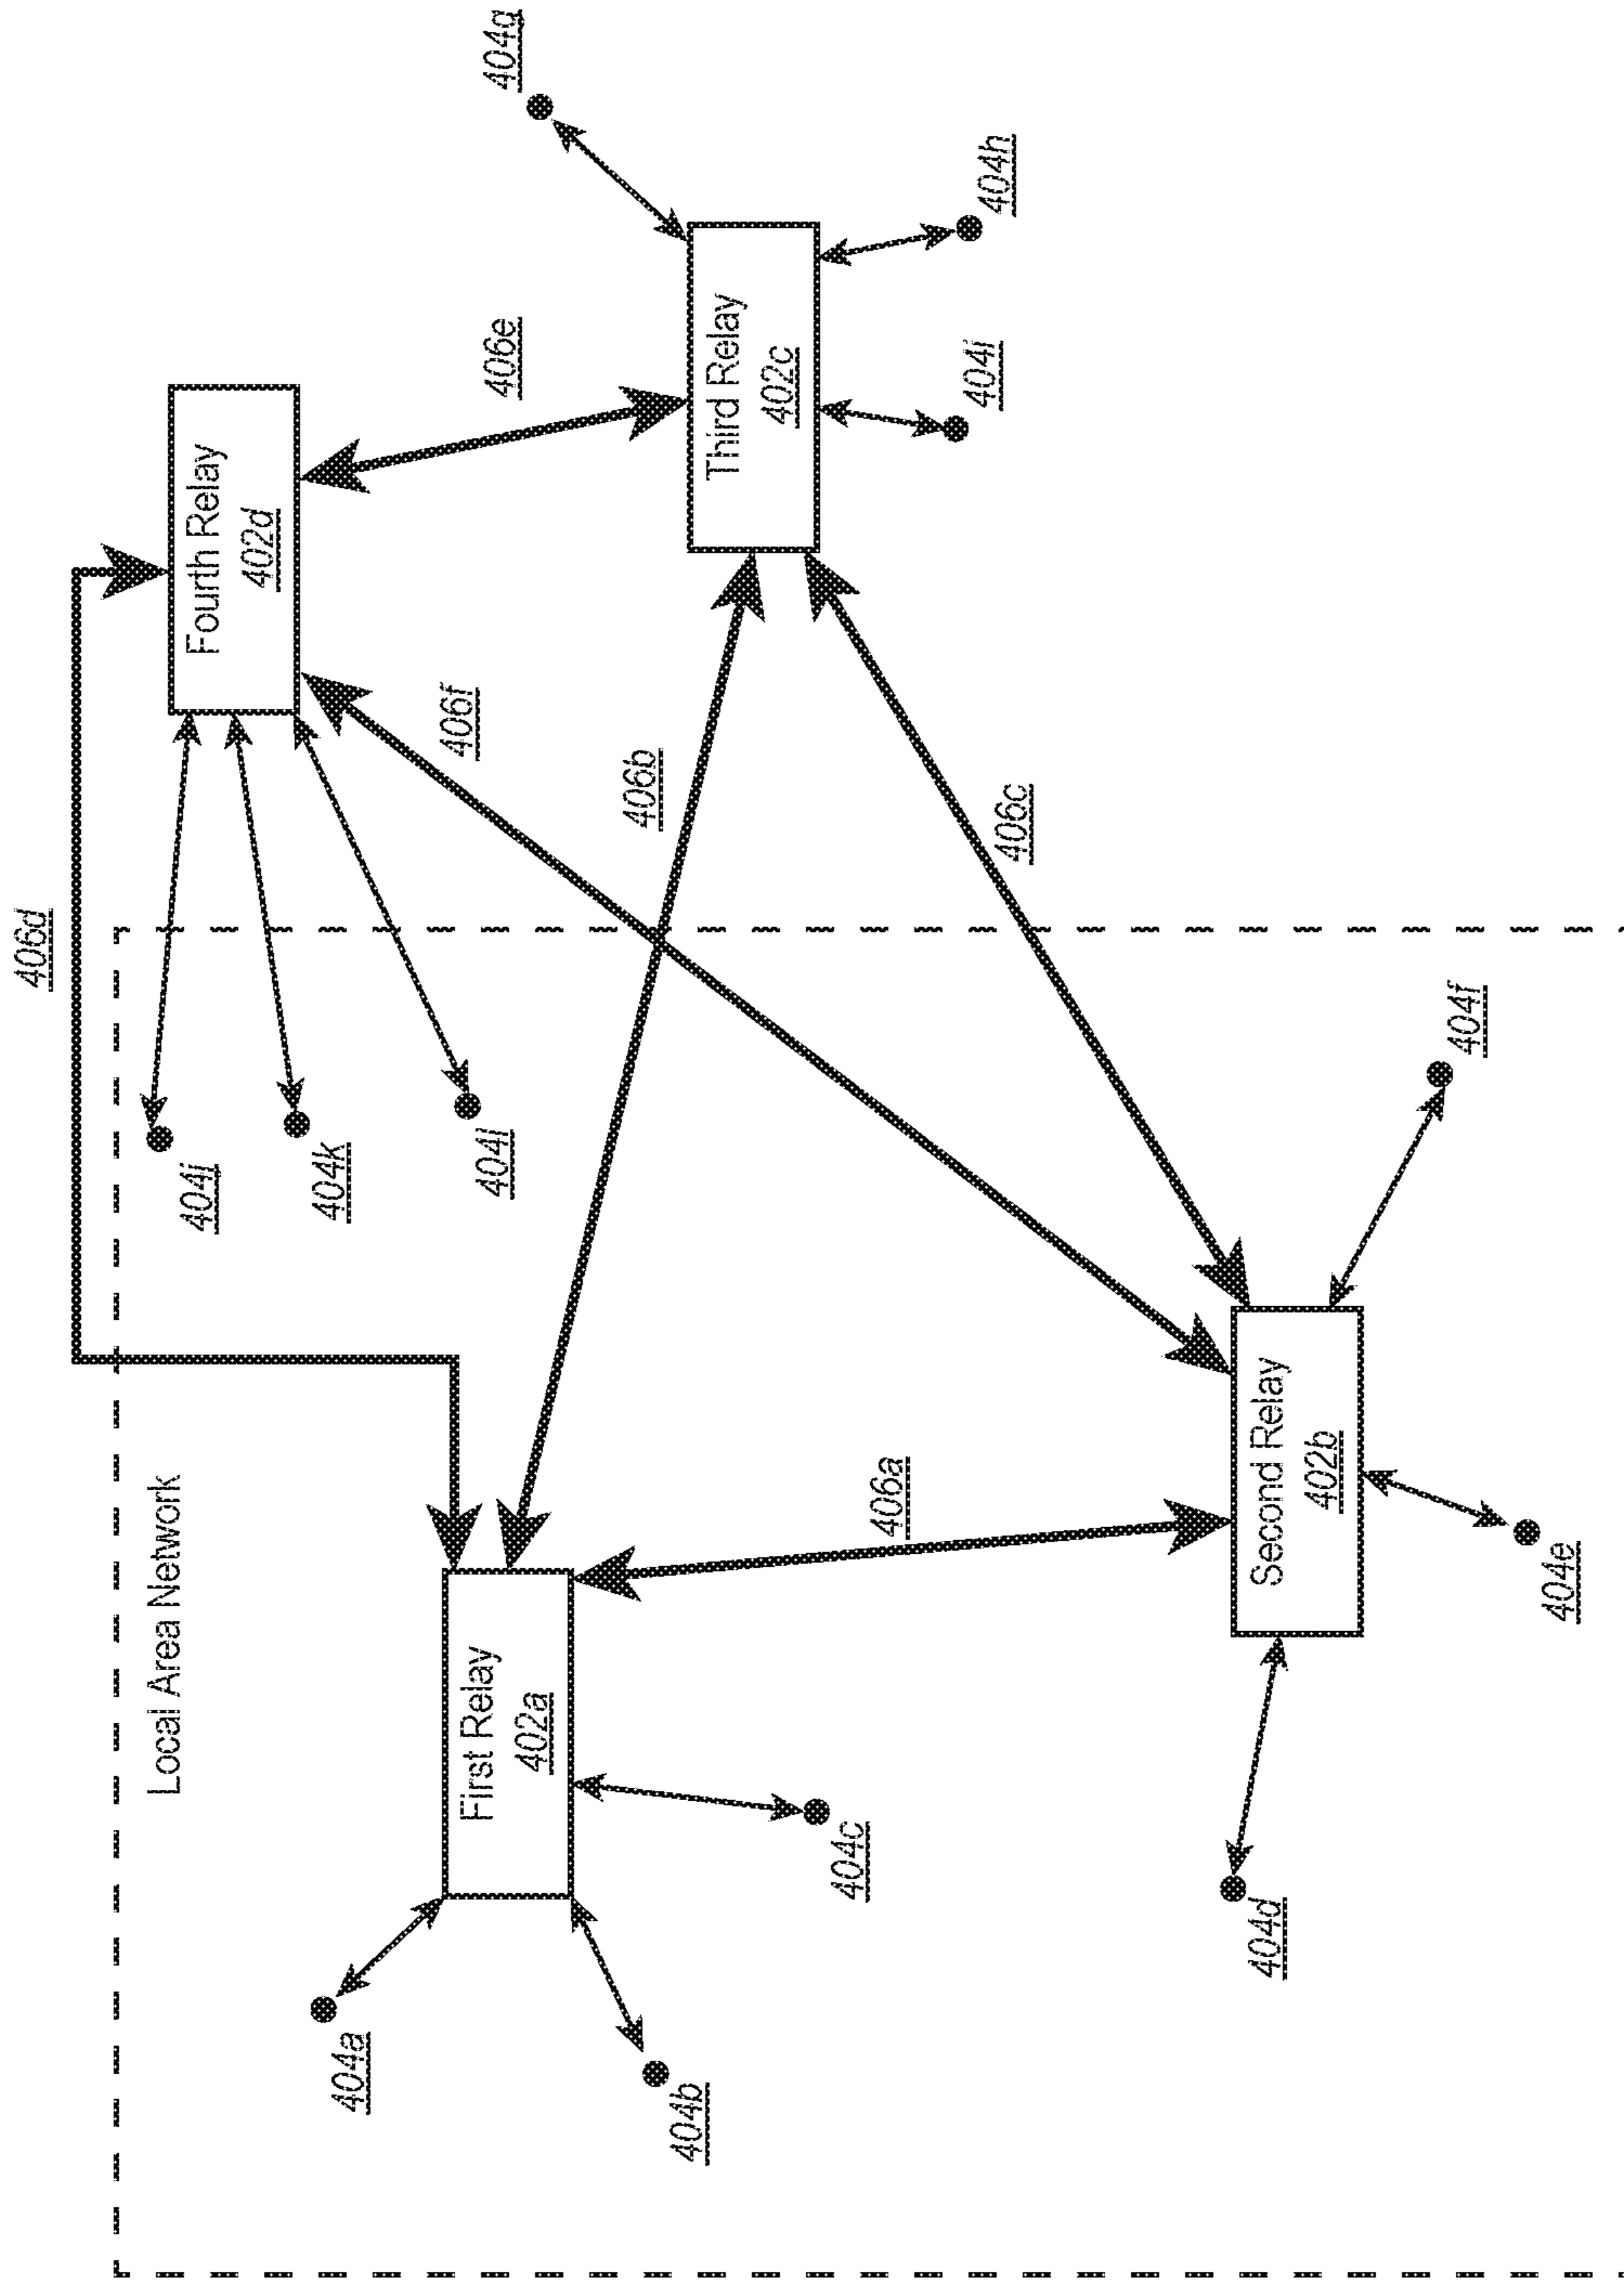 406d
Local Area Network
404j
404k
404l
Fourth Relay
402d
406e
404g
406f
406b
Third Relay
402c
404h
404i
404a
404b
First Relay
402a
404c
406a
406c
404d
Second Relay
402b
404e
404f